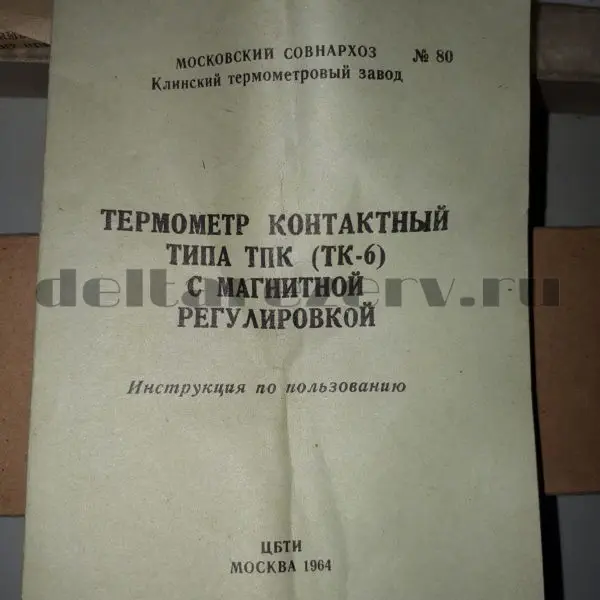 МОСКОВСКИЙ СОВНАРХОЗ № 80
Клинский термометровый завод
ТЕРМОМЕТР КОНТАКТНЫЙ
ТИПА ТПК (ТК-6)
С МАГНИТНОЙ
deltarezerv.ru
РЕГУЛИРОВКОЙ
Инструкция по пользованию
ЦБТИ
МОСКВА 1964